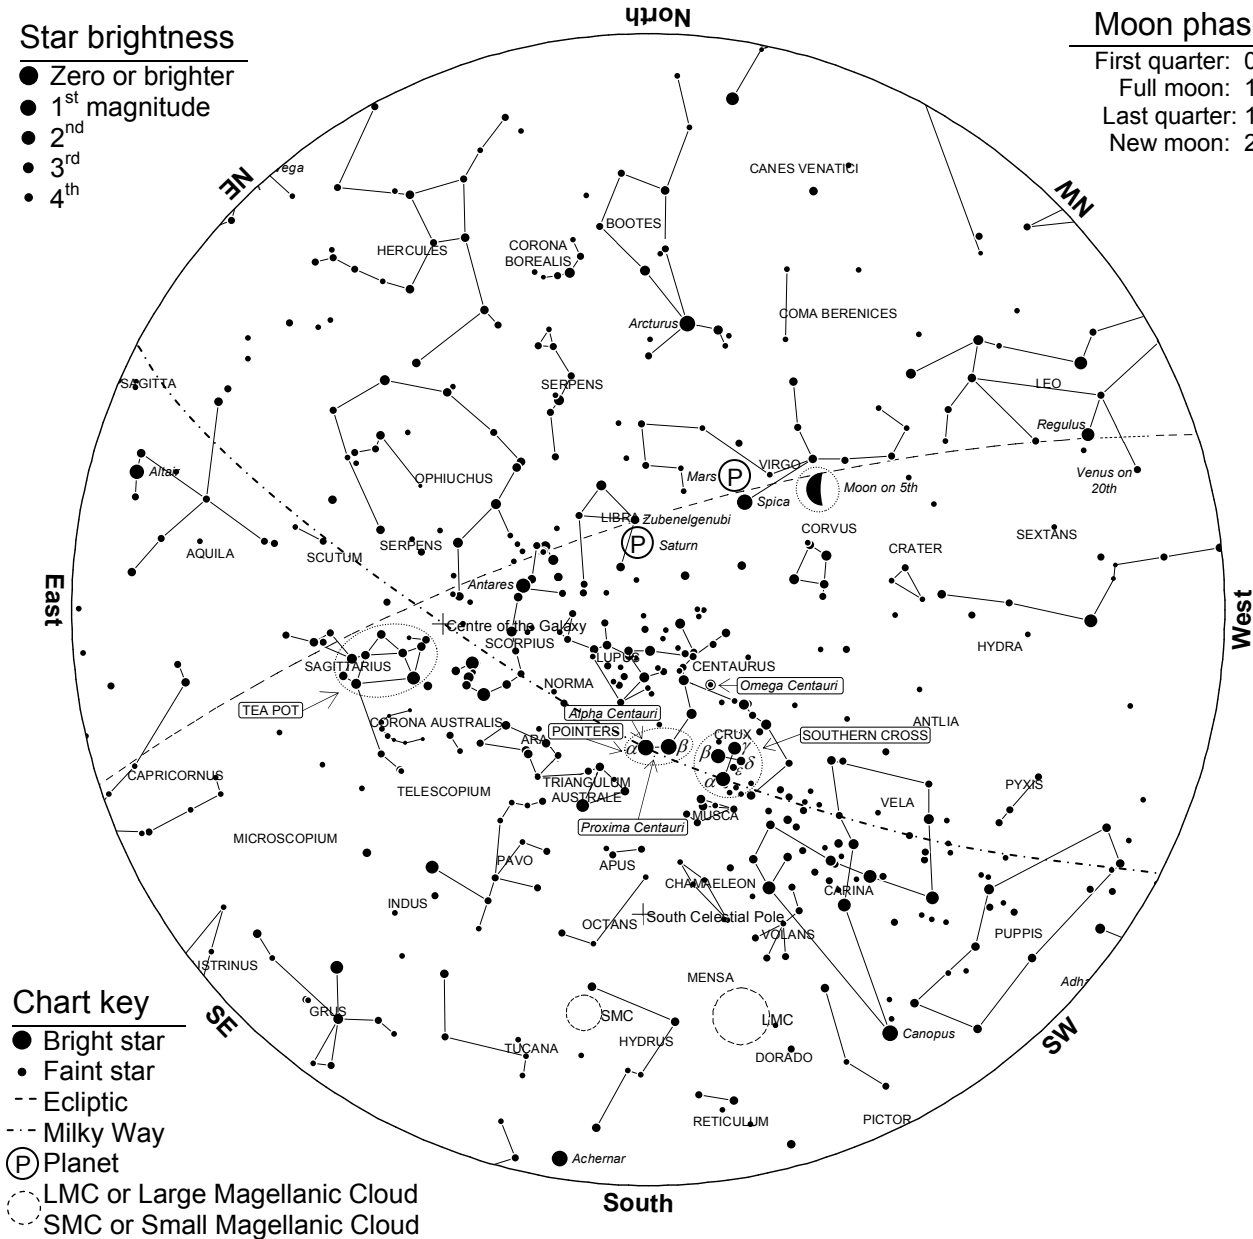 North
Star brightness
Zero or brighter
1st magnitude
2nd
3rd
4th
Moon phas
First quarter: 0
Full moon: 1
Last quarter: 1
New moon: 2
NE
NW
ega
CANES VENATICI
BOOTES
HERCULES
CORONA
BOREALIS
COMA BERENICES
Arcturus
SAGITTA
SERPENS
LEO
Regulus
Altair
OPHIUCHUS
Mars
P
VIRGO
Moon on 5th
Venus on
20th
Spica
LIBRA
Zubenelgenubi
P
Saturn
AQUILA
SCUTUM
SERPENS
CORVUS
CRATER
SEXTANS
East
West
Antares
Centre of the Galaxy
SCORPIUS
LUPUS
CENTAURUS
HYDRA
SAGITTARIUS
NORMA
Omega Centauri
TEA POT
CORONA AUSTRALIS
Alpha Centauri
POINTERS
ARA
CRUX
SOUTHERN CROSS
ANTLIA
α
β
β
γ
δ
ε
α
CAPRICORNUS
TELESCOPIUM
TRIANGULUM
AUSTRALE
PYXIS
VELA
MICROSCOPIUM
Proxima Centauri
MUSCA
PAVO
APUS
CHAMAELEON
CARINA
INDUS
OCTANS
South Celestial Pole
VOLANS
PUPPIS
ISTRINUS
MENSA
Adha
SE
GRUS
SMC
LMC
HYDRUS
TUCANA
DORADO
Canopus
SW
RETICULUM
PICTOR
Achernar
South
Chart key
Bright star
Faint star
Ecliptic
Milky Way
P Planet
LMC or Large Magellanic Cloud
SMC or Small Magellanic Cloud